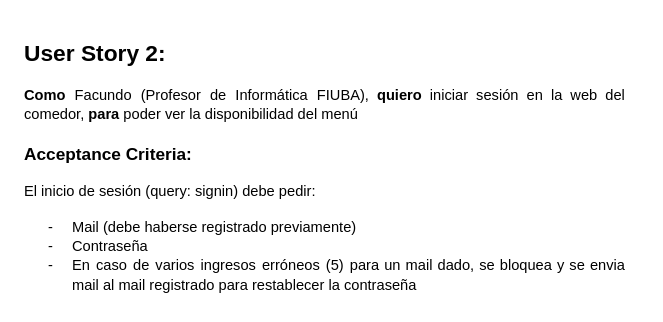 User Story 2:
Como Facundo (Profesor de Informática FIUBA), quiero iniciar sesión en la web del
comedor, para poder ver la disponibilidad del menú
Acceptance Criteria:
El inicio de sesión (query: signin) debe pedir:
- Mail (debe haberse registrado previamente)
- Contraseña
- En caso de varios ingresos erróneos (5) para un mail dado, se bloquea y se envia
mail al mail registrado para restablecer la contraseña